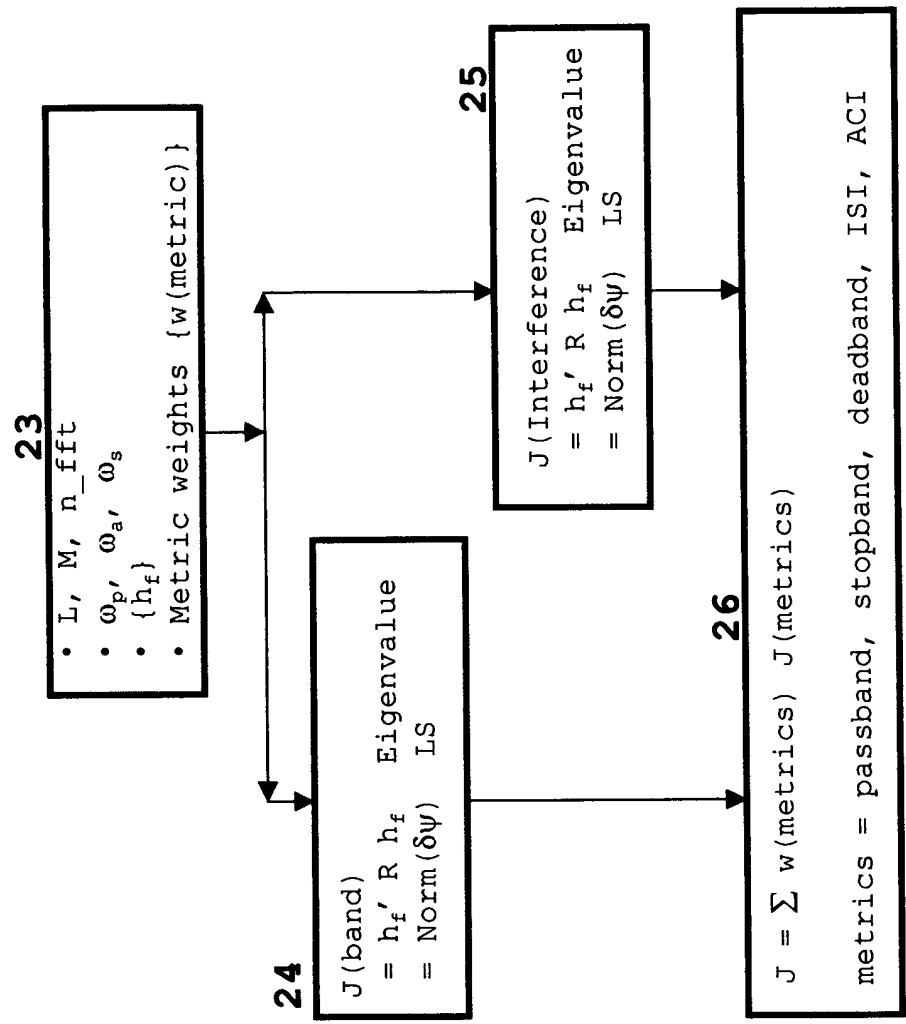 23
• L, M, n_fft
• ωp, ωa, ωs
• {hf}
• Metric weights {w(metric)}
24
J(band)
= hf′ R hf Eigenvalue
= Norm(δψ) LS
25
J(Interference)
= hf′ R hf Eigenvalue
= Norm(δψ) LS
26
J = ∑ w(metrics) J(metrics)
metrics = passband, stopband, deadband, ISI, ACI